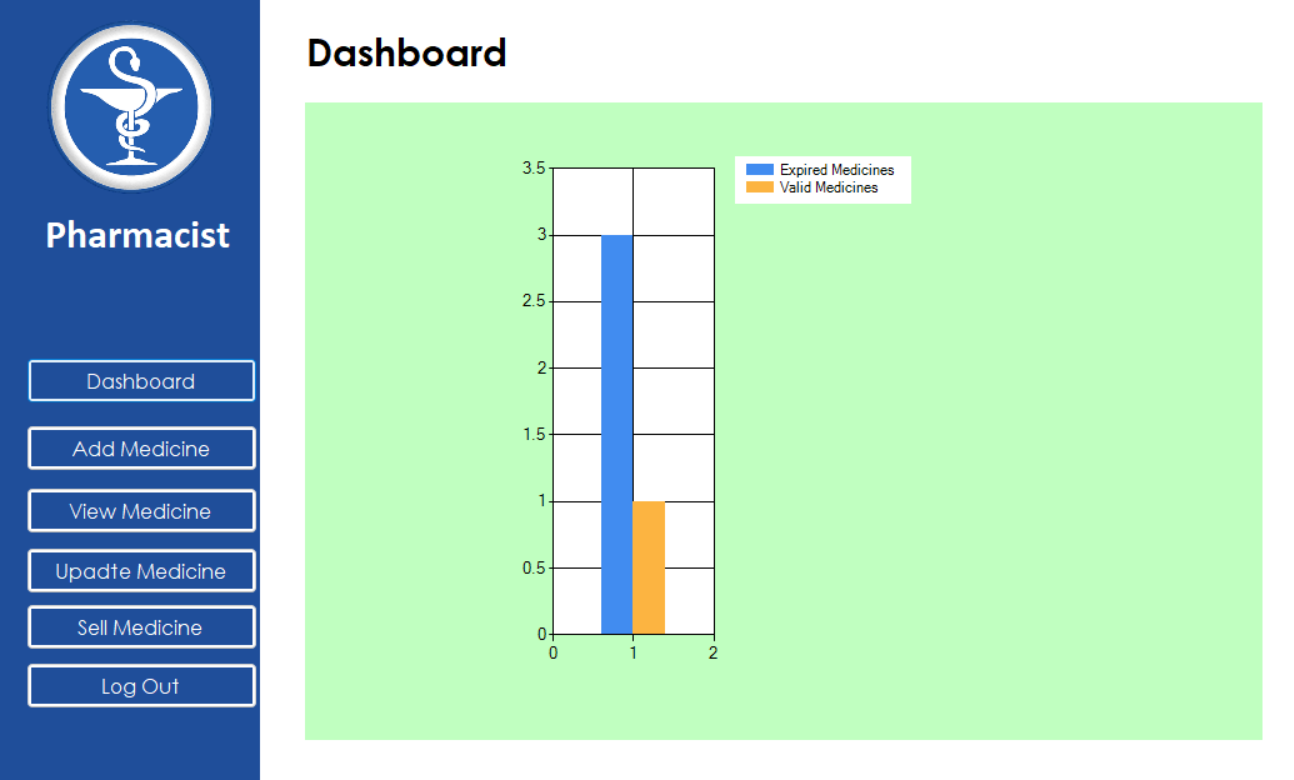 Pharmacist
Dashboard
Add Medicine
View Medicine
Upadte Medicine
Sell Medicine
Log Out
Dashboard
3.5
3
2.5
2
1.5
1
0.5
0
0 1 2
Expired Medicines
Valid Medicines